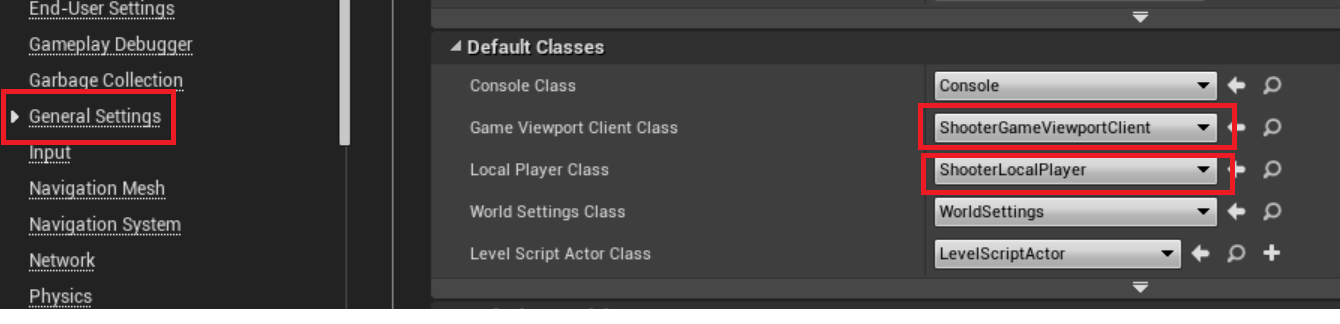 End-User Settings
Gameplay Debugger
Garbage Collection
General Settings
Input
Navigation Mesh
Navigation System
Network
Physics
Default Classes
Console Class Console
Game Viewport Client Class ShooterGameViewportClient
Local Player Class ShooterLocalPlayer
World Settings Class WorldSettings
Level Script Actor Class LevelScriptActor